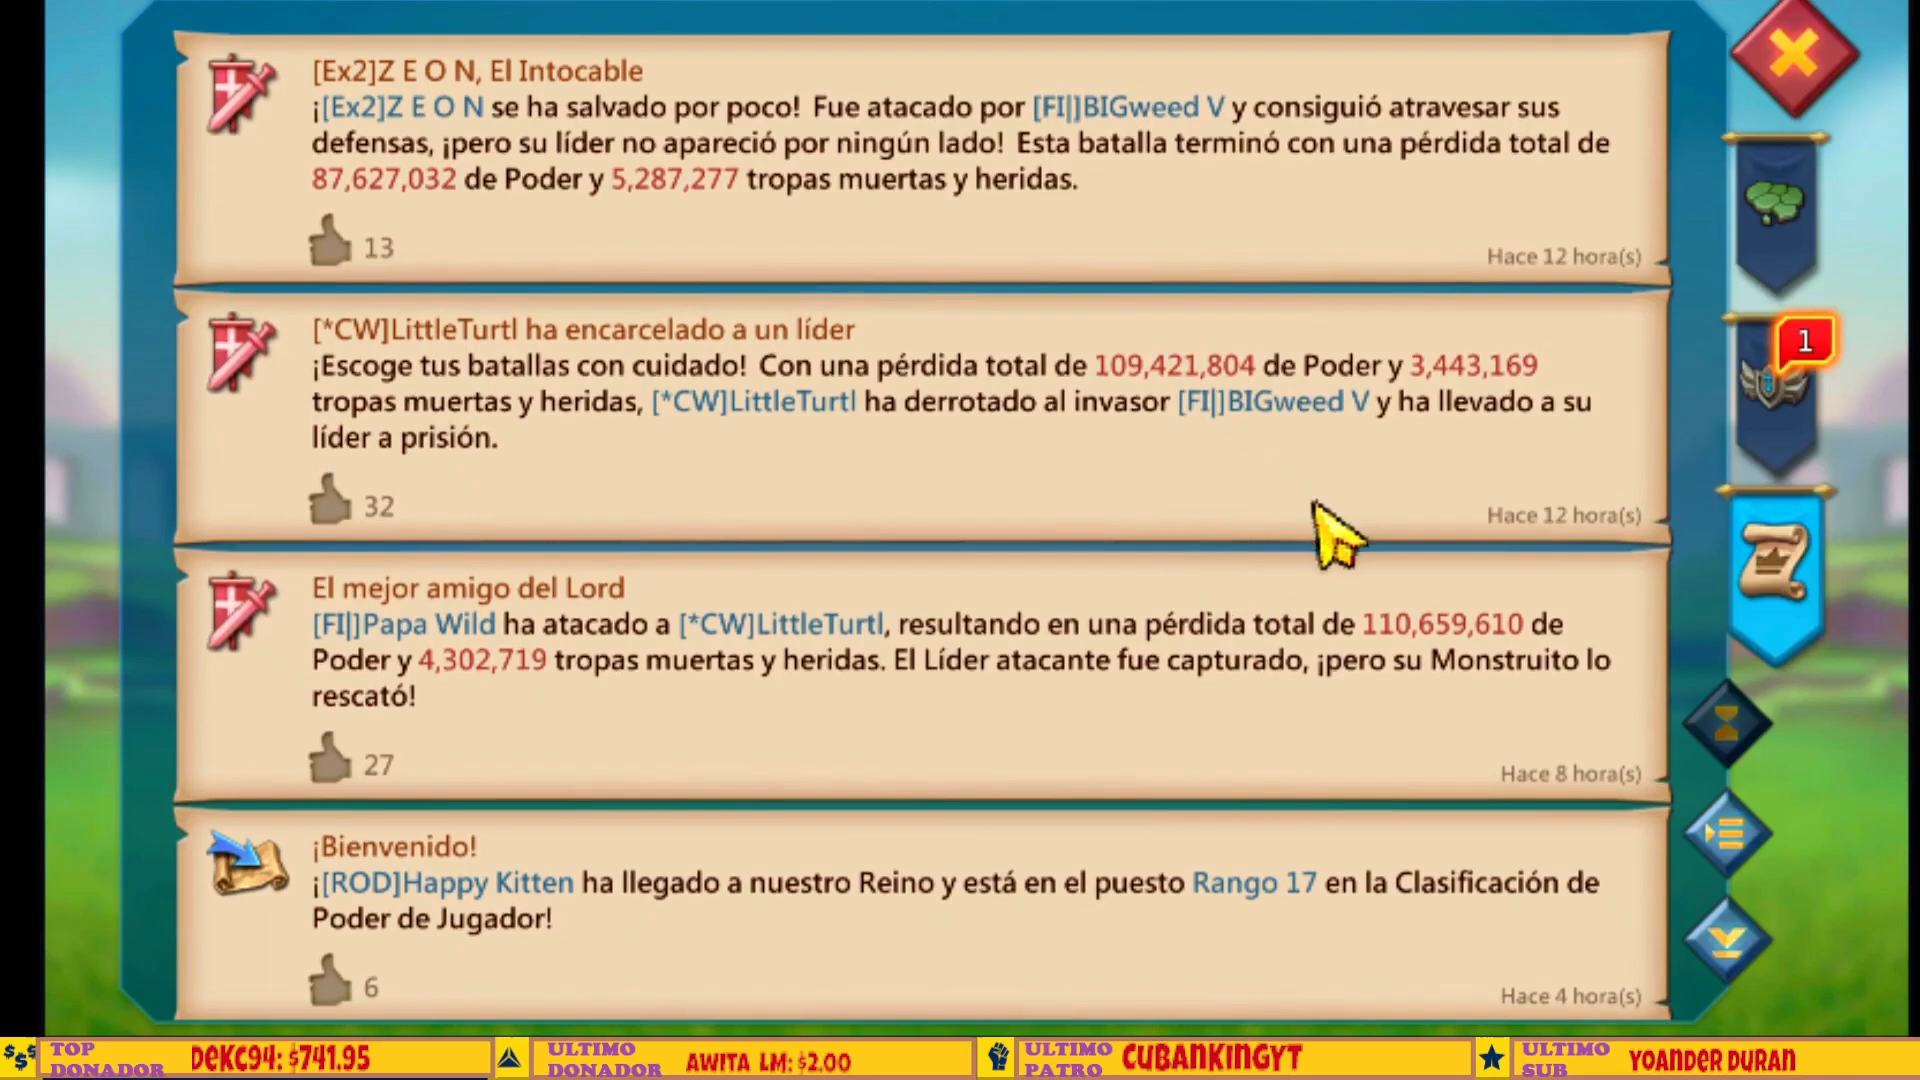 [Ex2]Z E O N, El Intocable
¡[Ex2]Z E O N se ha salvado por poco! Fue atacado por [FI|]BIGweed V y consiguió atravesar sus
defensas, ¡pero su líder no apareció por ningún lado! Esta batalla terminó con una pérdida total de
87,627,032 de Poder y 5,287,277 tropas muertas y heridas.
13
Hace 12 hora(s)
[*CW]LittleTurtl ha encarcelado a un líder
¡Escoge tus batallas con cuidado! Con una pérdida total de 109,421,804 de Poder y 3,443,169
tropas muertas y heridas, [*CW]LittleTurtl ha derrotado al invasor [FI|]BIGweed V y ha llevado a su
líder a prisión.
32
Hace 12 hora(s)
El mejor amigo del Lord
[FI|]Papa Wild ha atacado a [*CW]LittleTurtl, resultando en una pérdida total de 110,659,610 de
Poder y 4,302,719 tropas muertas y heridas. El Líder atacante fue capturado, ¡pero su Monstruito lo
rescató!
27
Hace 8 hora(s)
¡Bienvenido!
¡[ROD]Happy Kitten ha llegado a nuestro Reino y está en el puesto Rango 17 en la Clasificación de
Poder de Jugador!
6
Hace 4 hora(s)
1
$$$ TOP DONADOR DEKC94: $741.95
ULTIMO DONADOR AWITA LM: $2.00
ULTIMO PATRO CUBANKINGYT
ULTIMO SUB YOANDER DURAN